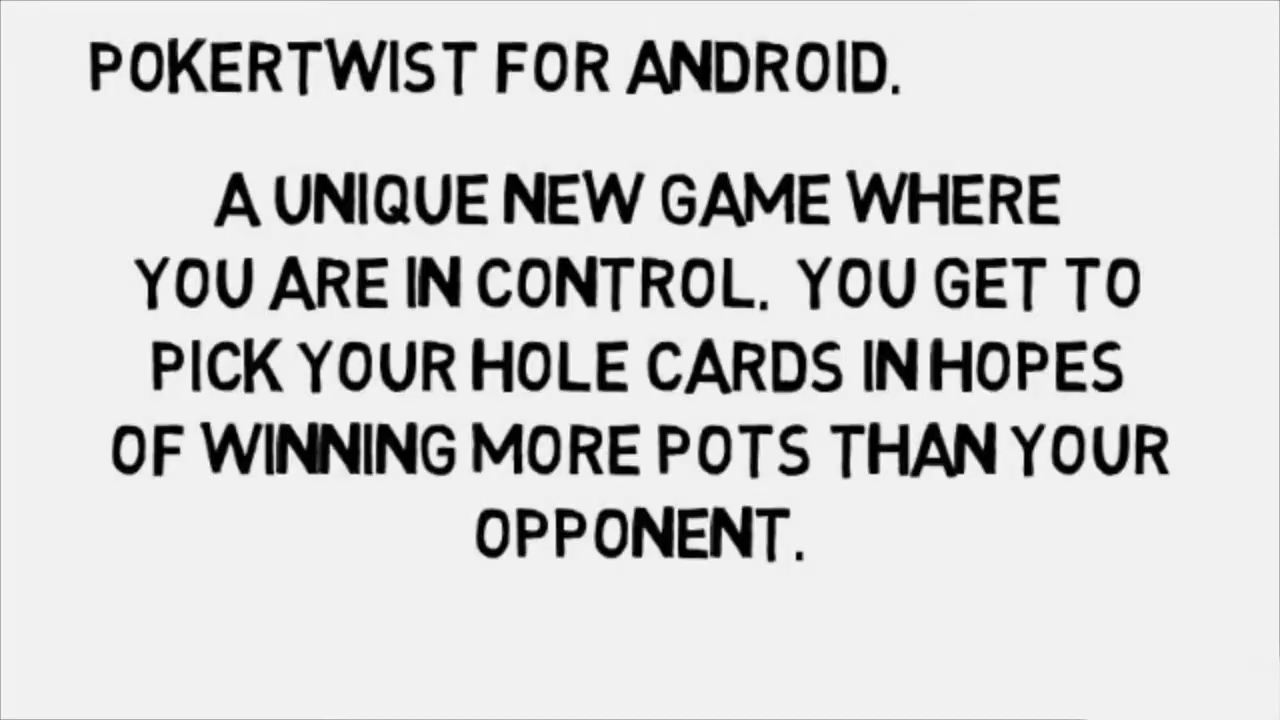 POKERTWIST FOR ANDROID.
A UNIQUE NEW GAME WHERE
YOU ARE IN CONTROL. YOU GET TO
PICK YOUR HOLE CARDS IN HOPES
OF WINNING MORE POTS THAN YOUR
OPPONENT.